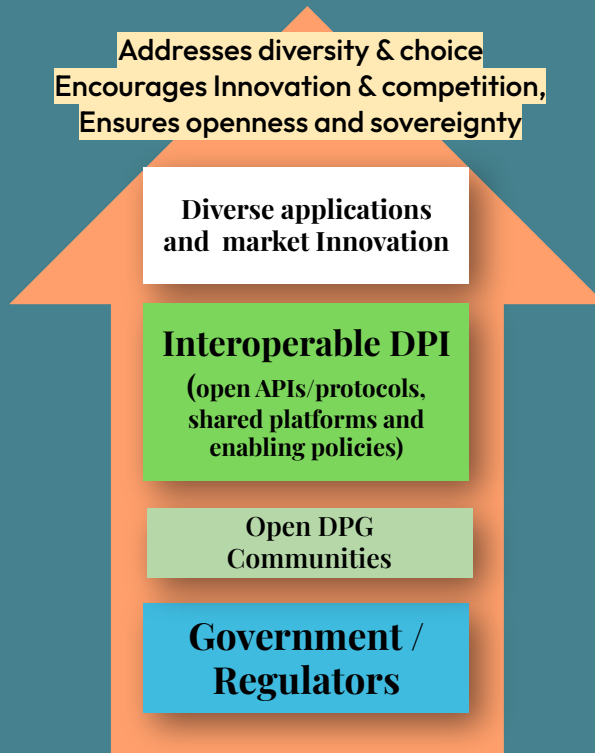 Addresses diversity & choice
Encourages Innovation & competition,
Ensures openness and sovereignty
Diverse applications
and market Innovation
Interoperable DPI
(open APIs/protocols,
shared platforms and
enabling policies)
Open DPG
Communities
Government /
Regulators